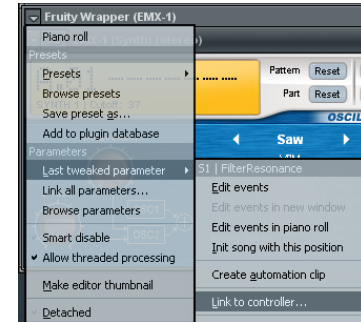 Fruity Wrapper (EMX-1)
Piano roll
Presets
Presets
Browse presets
Save preset as...
Add to plugin database
Parameters
Last tweaked parameter
Link all parameters...
Browse parameters
Smart disable
Allow threaded processing
Make editor thumbnail
Detached
Pattern Reset
Part Reset
OSCIL
Saw
S1 | FilterResonance
Edit events
Edit events in new window
Edit events in piano roll
Init song with this position
Create automation clip
Link to controller...